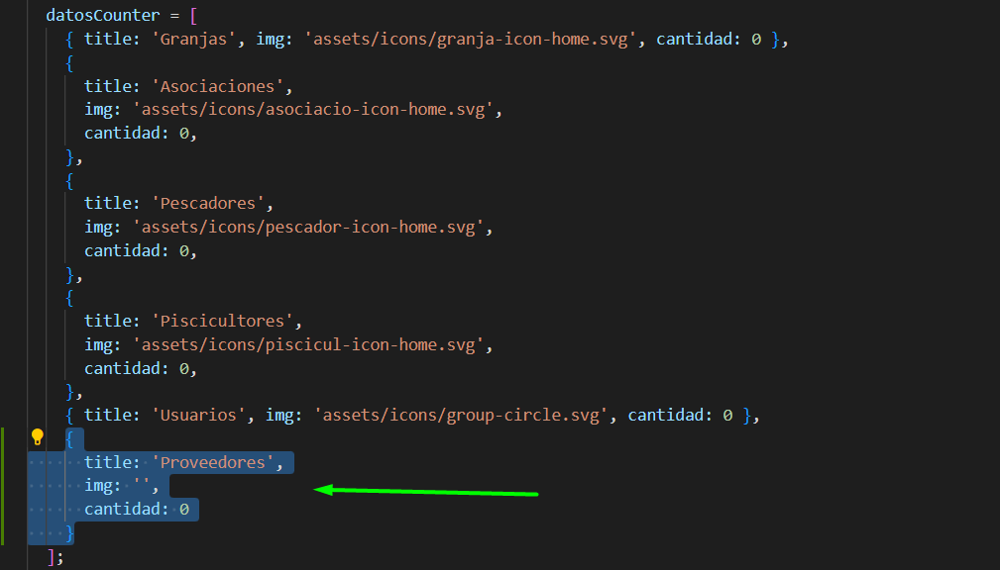 datosCounter = [
{ title: 'Granjas', img: 'assets/icons/granja-icon-home.svg', cantidad: 0 },
{
title: 'Asociaciones',
img: 'assets/icons/asociacio-icon-home.svg',
cantidad: 0,
},
{
title: 'Pescadores',
img: 'assets/icons/pescador-icon-home.svg',
cantidad: 0,
},
{
title: 'Piscicultores',
img: 'assets/icons/piscicul-icon-home.svg',
cantidad: 0,
},
{ title: 'Usuarios', img: 'assets/icons/group-circle.svg', cantidad: 0 },
{
title: 'Proveedores',
img: '',
cantidad: 0
}
];